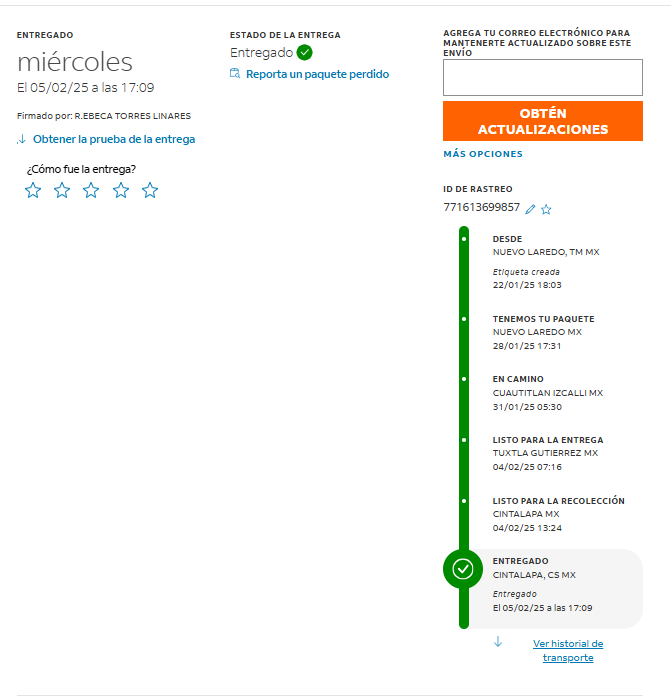 ENTREGADO
miércoles
El 05/02/25 a las 17:09
Firmado por: R.EBECA TORRES LINARES
Obtener la prueba de la entrega
¿Cómo fue la entrega?
ESTADO DE LA ENTREGA
Entregado
Reporta un paquete perdido
AGREGA TU CORREO ELECTRÓNICO PARA
MANTENERTE ACTUALIZADO SOBRE ESTE
ENVÍO
OBTÉN
ACTUALIZACIONES
MÁS OPCIONES
ID DE RASTREO
771613699857
DESDE
NUEVO LAREDO, TM MX
Etiqueta creada
22/01/25 18:03
TENEMOS TU PAQUETE
NUEVO LAREDO MX
28/01/25 17:31
EN CAMINO
CUAUTITLAN IZCALLI MX
31/01/25 05:30
LISTO PARA LA ENTREGA
TUXTLA GUTIERREZ MX
04/02/25 07:16
LISTO PARA LA RECOLECCIÓN
CINTALAPA MX
04/02/25 13:24
ENTREGADO
CINTALAPA, CS MX
Entregado
El 05/02/25 a las 17:09
Ver historial de
transporte